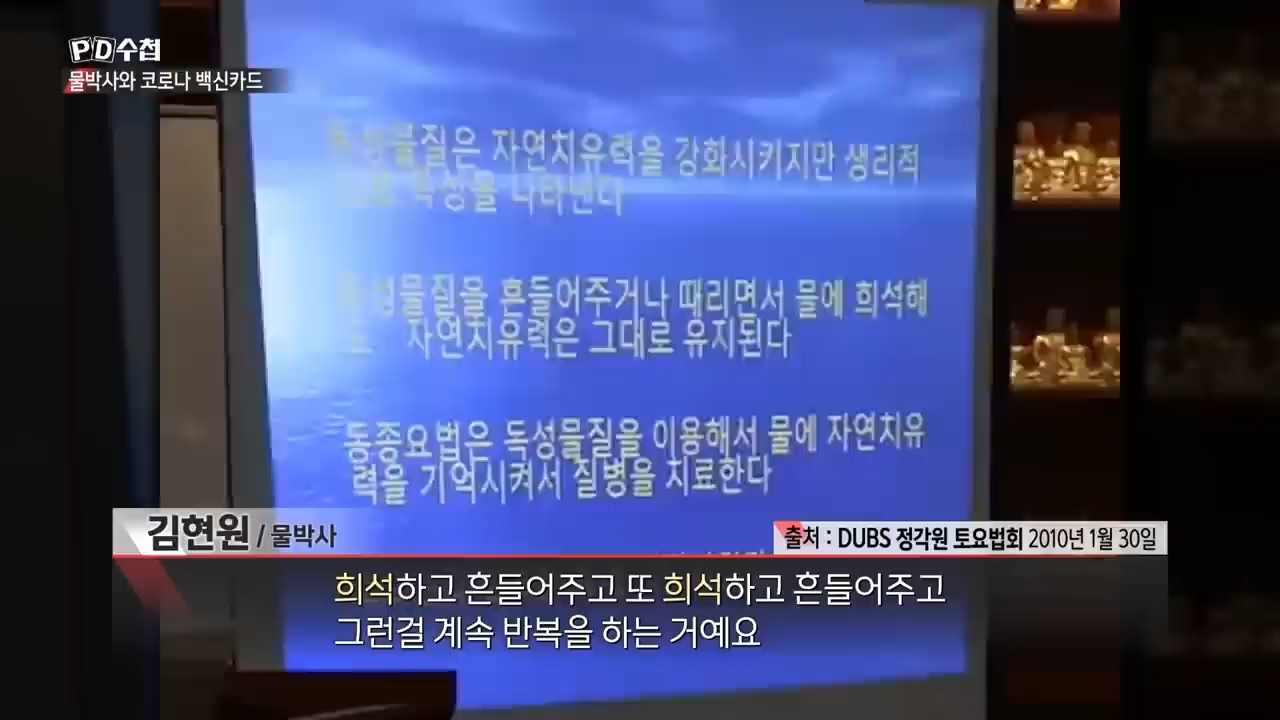 PD수첩
물박사와 코로나 백신카드
독성물질은 자연치유력을 강화시키지만 생리적
으로 독성을 나타낸다
독성물질을 흔들어주거나 때리면서 물에 희석해
자연치유력은 그대로 유지된다
동종요법은 독성물질을 이용해서 물에 자연치유
력을 기억시켜서 질병을 치료한다
김현원 / 물박사
출처 : DUBS 정각원 토요법회 2010년 1월 30일
희석하고 흔들어주고 또 희석하고 흔들어주고
그런걸 계속 반복을 하는 거예요